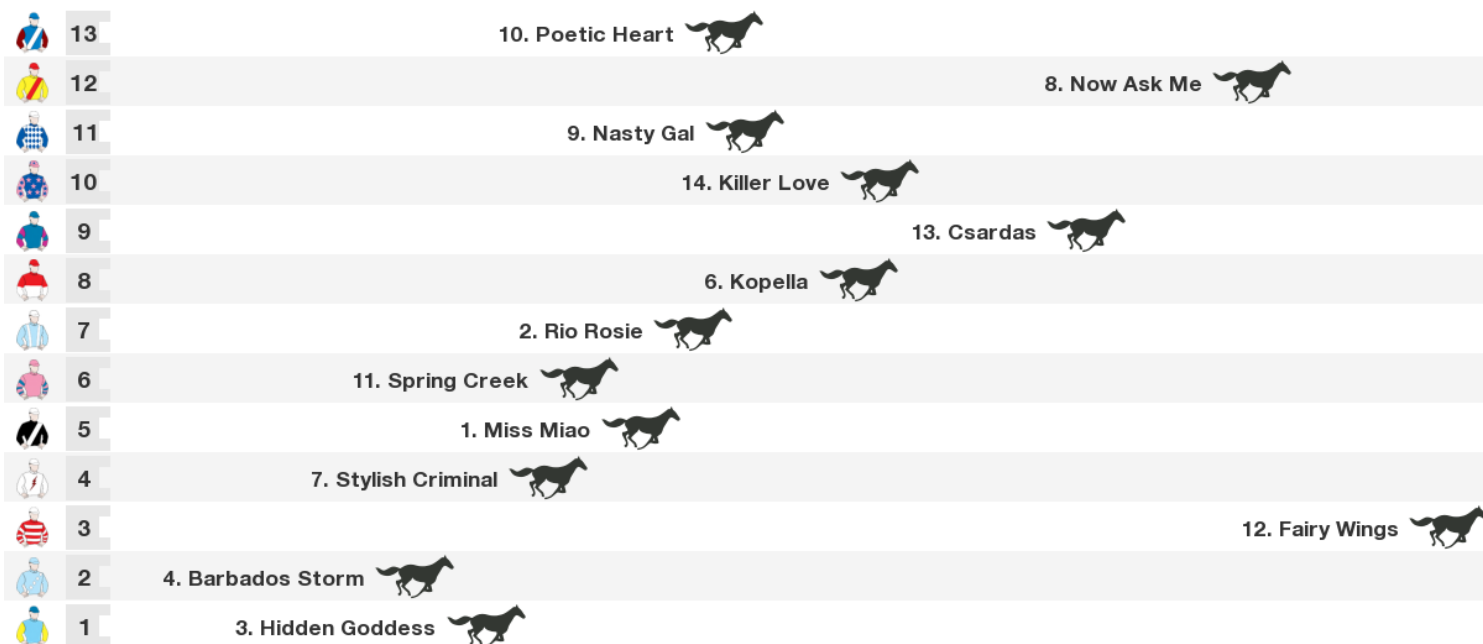 13 10. Poetic Heart
12 8. Now Ask Me
11 9. Nasty Gal
10 14. Killer Love
9 13. Csardas
8 6. Kopella
7 2. Rio Rosie
6 11. Spring Creek
5 1. Miss Miao
4 7. Stylish Criminal
3 12. Fairy Wings
2 4. Barbados Storm
1 3. Hidden Goddess